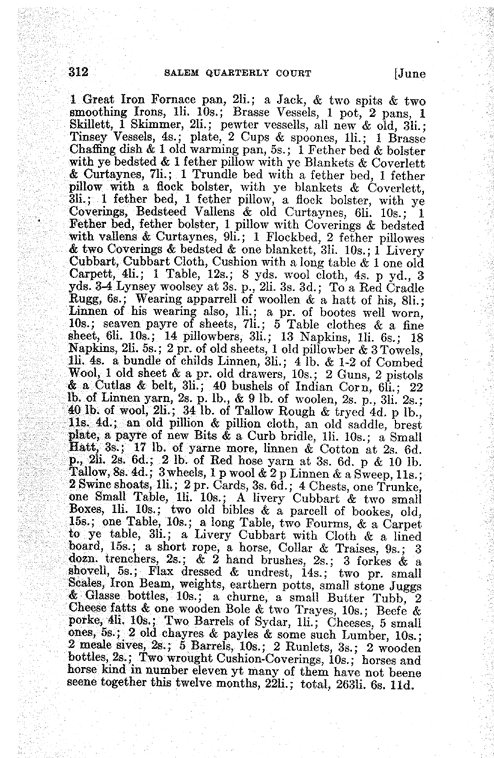 312 SALEM QUARTERLY COURT [June
1 Great Iron Fornace pan, 2li.; a Jack, & two spits & two
smoothing Irons, 1li. 10s.; Brasse Vessels, 1 pot, 2 pans, 1
Skillett, 1 Skimmer, 2li.; pewter vessells, all new & old, 3li.;
Tinsey Vessels, 4s.; plate, 2 Cups & spoones, 1li.; 1 Brasse
Chaffing dish & 1 old warming pan, 5s.; 1 Fether bed & bolster
with ye bedsted & 1 fether pillow with ye Blankets & Coverlett
& Curtaynes, 7li.; 1 Trundle bed with a fether bed, 1 fether
pillow with a flock bolster, with ye blankets & Coverlett,
3li.; 1 fether bed, 1 fether pillow, a flock bolster, with ye
Coverings, Bedsteed Vallens & old Curtaynes, 6li. 10s.; 1
Fether bed, fether bolster, 1 pillow with Coverings & bedsted
with vallens & Curtaynes, 9li.; 1 Flockbed, 2 fether pillowes
& two Coverings & bedsted & one blankett, 3li. 10s.; 1 Livery
Cubbart, Cubbart Cloth, Cushion with a long table & 1 one old
Carpett, 4li.; 1 Table, 12s.; 8 yds. wool cloth, 4s. p yd., 3
yds. 3-4 Lynsey woolsey at 3s. p., 2li. 3s. 3d.; To a Red Cradle
Rugg, 6s.; Wearing apparrell of woollen & a hatt of his, 8li.;
Linnen of his wearing also, 1li.; a pr. of bootes well worn,
10s.; seaven payre of sheets, 7li.; 5 Table clothes & a fine
sheet, 6li. 10s.; 14 pillowbers, 3li.; 13 Napkins, 1li. 6s.; 18
Napkins, 2li. 5s.; 2 pr. of old sheets, 1 old pillowber & 3 Towels,
1li. 4s. a bundle of childs Linnen, 3li.; 4 lb. & 1-2 of Combed
Wool, 1 old sheet & a pr. old drawers, 10s.; 2 Guns, 2 pistols
& a Cutlas & belt, 3li.; 40 bushels of Indian Corn, 6li.; 22
lb. of Linnen yarn, 2s. p. lb., & 9 lb. of woolen, 2s. p., 3li. 2s.;
40 lb. of wool, 2li.; 34 lb. of Tallow Rough & tryed 4d. p lb.,
11s. 4d.; an old pillion & pillion cloth, an old saddle, brest
plate, a payre of new Bits & a Curb bridle, 1li. 10s.; a Small
Hatt, 3s.; 17 lb. of yarne more, linnen & Cotton at 2s. 6d.
p., 2li. 2s. 6d.; 2 lb. of Red hose yarn at 3s. 6d. p & 10 lb.
Tallow, 8s. 4d.; 3 wheels, 1 p wool & 2 p Linnen & a Sweep, 11s.;
2 Swine shoats, 1li.; 2 pr. Cards, 3s. 6d.; 4 Chests, one Trunke,
one Small Table, 1li. 10s.; A livery Cubbart & two small
Boxes, 1li. 10s.; two old bibles & a parcell of bookes, old,
15s.; one Table, 10s.; a long Table, two Fourms, & a Carpet
to ye table, 3li.; a Livery Cubbart with Cloth & a lined
board, 15s.; a short rope, a horse, Collar & Traises, 9s.; 3
dozn. trenchers, 2s.; & 2 hand brushes, 2s.; 3 forkes & a
shovell, 5s.; Flax dressed & undrest, 14s.; two pr. small
Scales, Iron Beam, weights, earthern potts, small stone Juggs
& Glasse bottles, 10s.; a churne, a small Butter Tubb, 2
Cheese fatts & one wooden Bole & two Trayes, 10s.; Beefe &
porke, 4li. 10s.; Two Barrels of Sydar, 1li.; Cheeses, 5 small
ones, 5s.; 2 old chayres & payles & some such Lumber, 10s.;
2 meale sives, 2s.; 5 Barrels, 10s.; 2 Runlets, 3s.; 2 wooden
bottles, 2s.; Two wrought Cushion-Coverings, 10s.; horses and
horse kind in number eleven yt many of them have not beene
seene together this twelve months, 22li.; total, 263li. 6s. 11d.